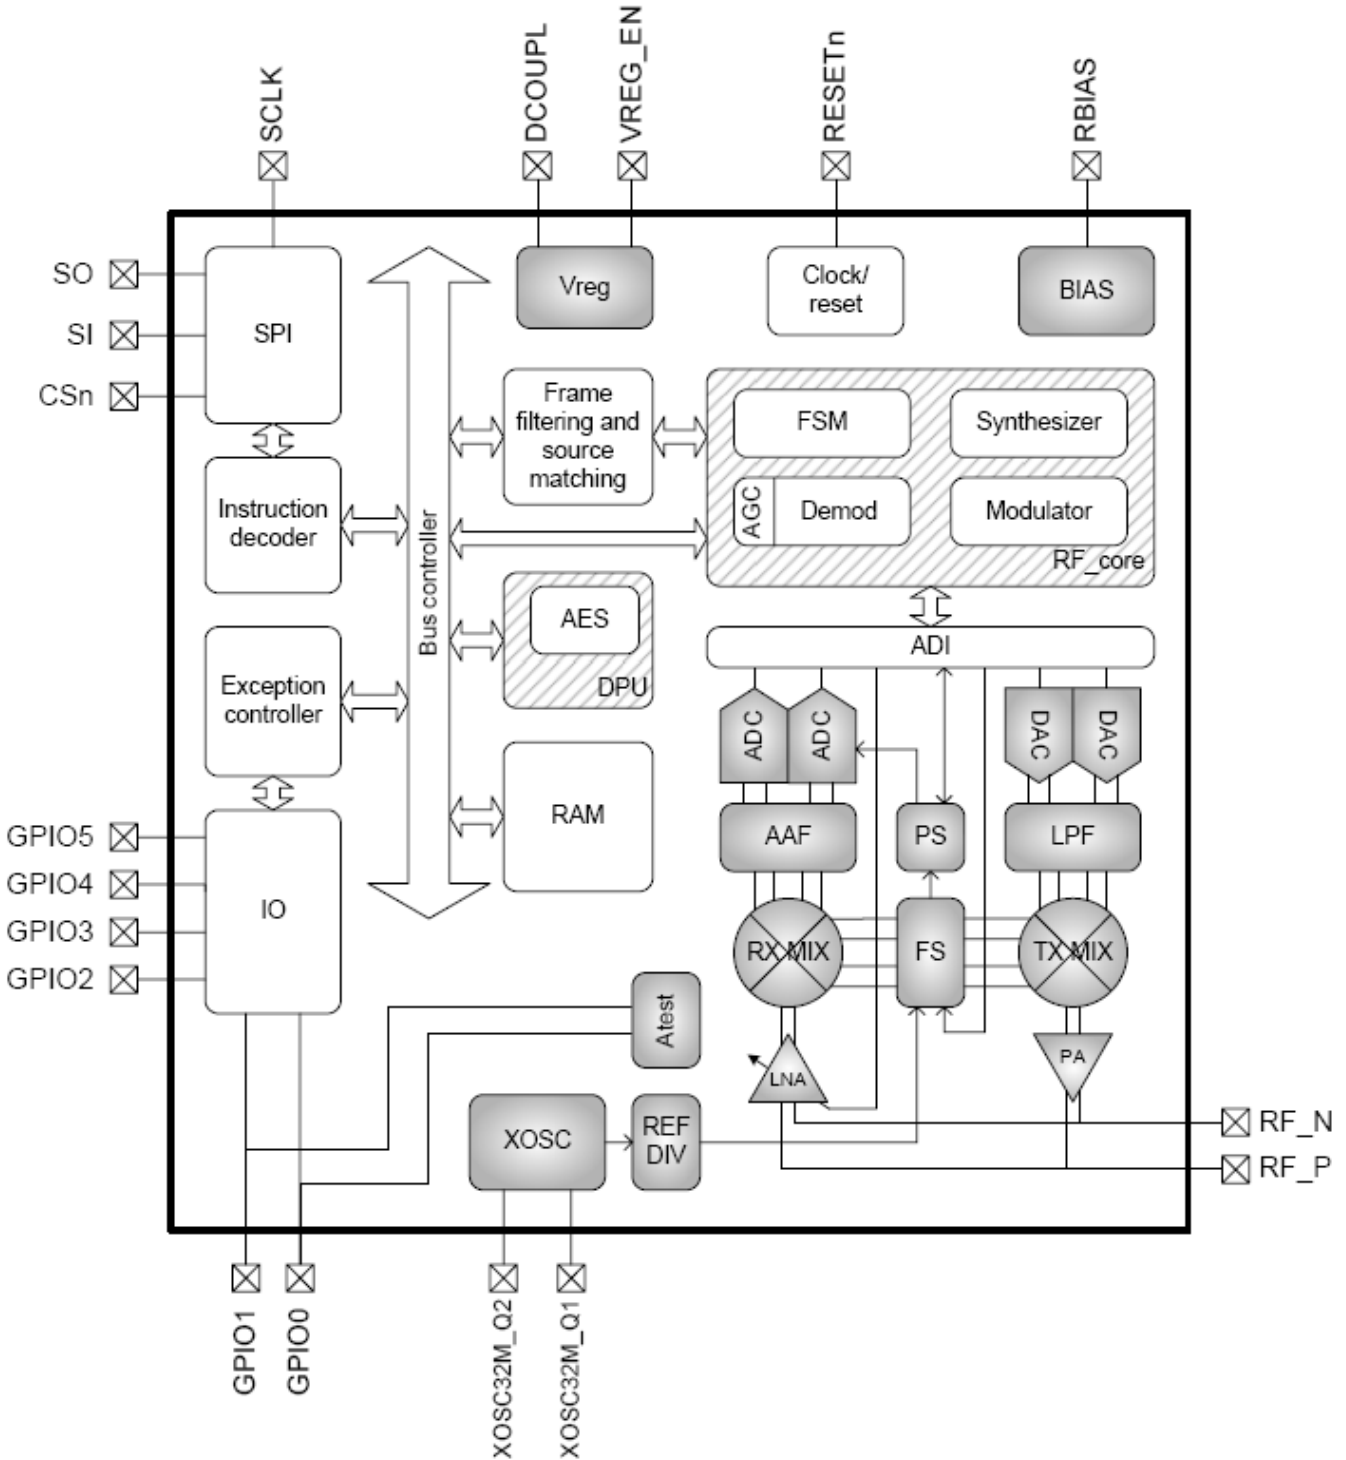 SCLK
DCOUPL
VREG_EN
RESETn
RBIAS
SO
SI
CSn
SPI
Vreg
Clock/
reset
BIAS
Frame
filtering and
source
matching
FSM
Synthesizer
AGC
Demod
Modulator
RF_core
Instruction
decoder
Bus controller
AES
DPU
ADI
Exception
controller
ADC
ADC
DAC
DAC
RAM
AAF
PS
LPF
GPIO5
GPIO4
GPIO3
GPIO2
IO
RX MIX
FS
TX MIX
Atest
LNA
PA
XOSC
REF
DIV
RF_N
RF_P
GPIO1
GPIO0
XOSC32M_Q2
XOSC32M_Q1